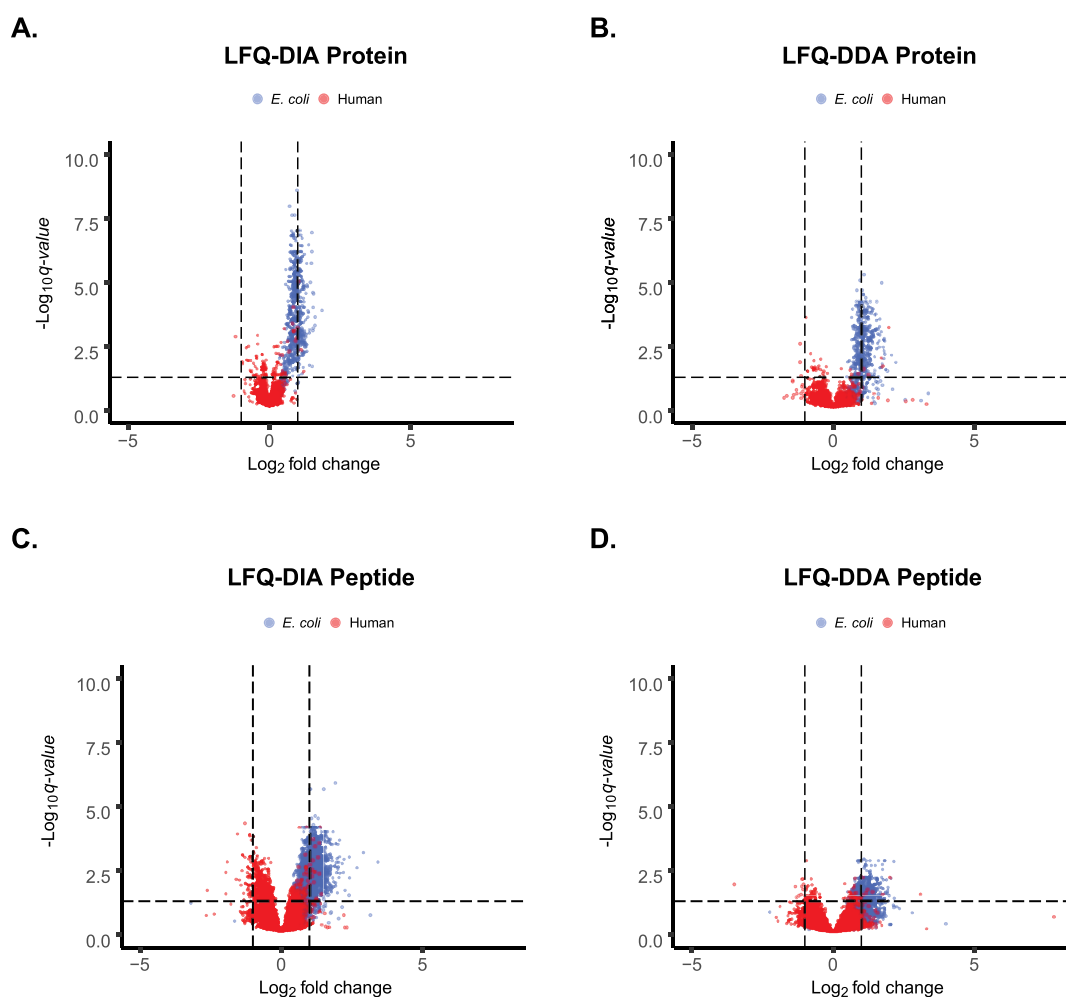 A.
LFQ-DIA Protein
E. coli Human
10.0
7.5
5.0
2.5
0.0
-Log10q-value
−5 0 5
Log2 fold change
B.
LFQ-DDA Protein
E. coli Human
10.0
7.5
5.0
2.5
0.0
-Log10q-value
−5 0 5
Log2 fold change
C.
LFQ-DIA Peptide
E. coli Human
10.0
7.5
5.0
2.5
0.0
-Log10q-value
−5 0 5
Log2 fold change
D.
LFQ-DDA Peptide
E. coli Human
10.0
7.5
5.0
2.5
0.0
-Log10q-value
−5 0 5
Log2 fold change